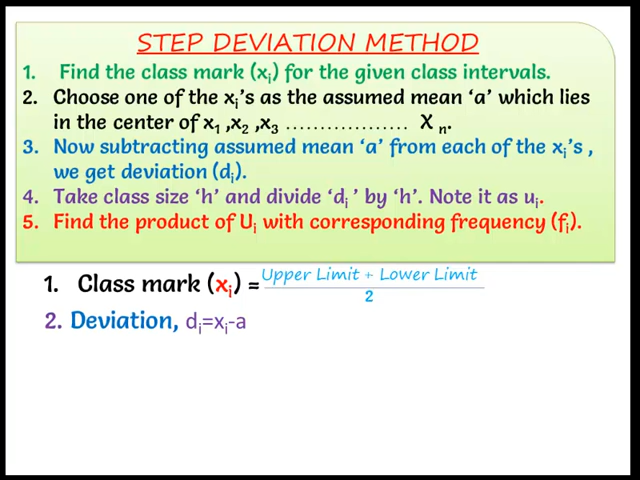 STEP DEVIATION METHOD
1. Find the class mark (xᵢ) for the given class intervals.
2. Choose one of the xᵢ's as the assumed mean ‘a’ which lies
in the center of x₁ ,x₂ ,x₃ .................. X ₙ.
3. Now subtracting assumed mean ‘a’ from each of the xᵢ's ,
we get deviation (dᵢ).
4. Take class size ‘h’ and divide ‘dᵢ ’ by ‘h’. Note it as uᵢ.
5. Find the product of Uᵢ with corresponding frequency (fᵢ).
1. Class mark (xᵢ) = Upper Limit + Lower Limit
2
2. Deviation, dᵢ=xᵢ-a